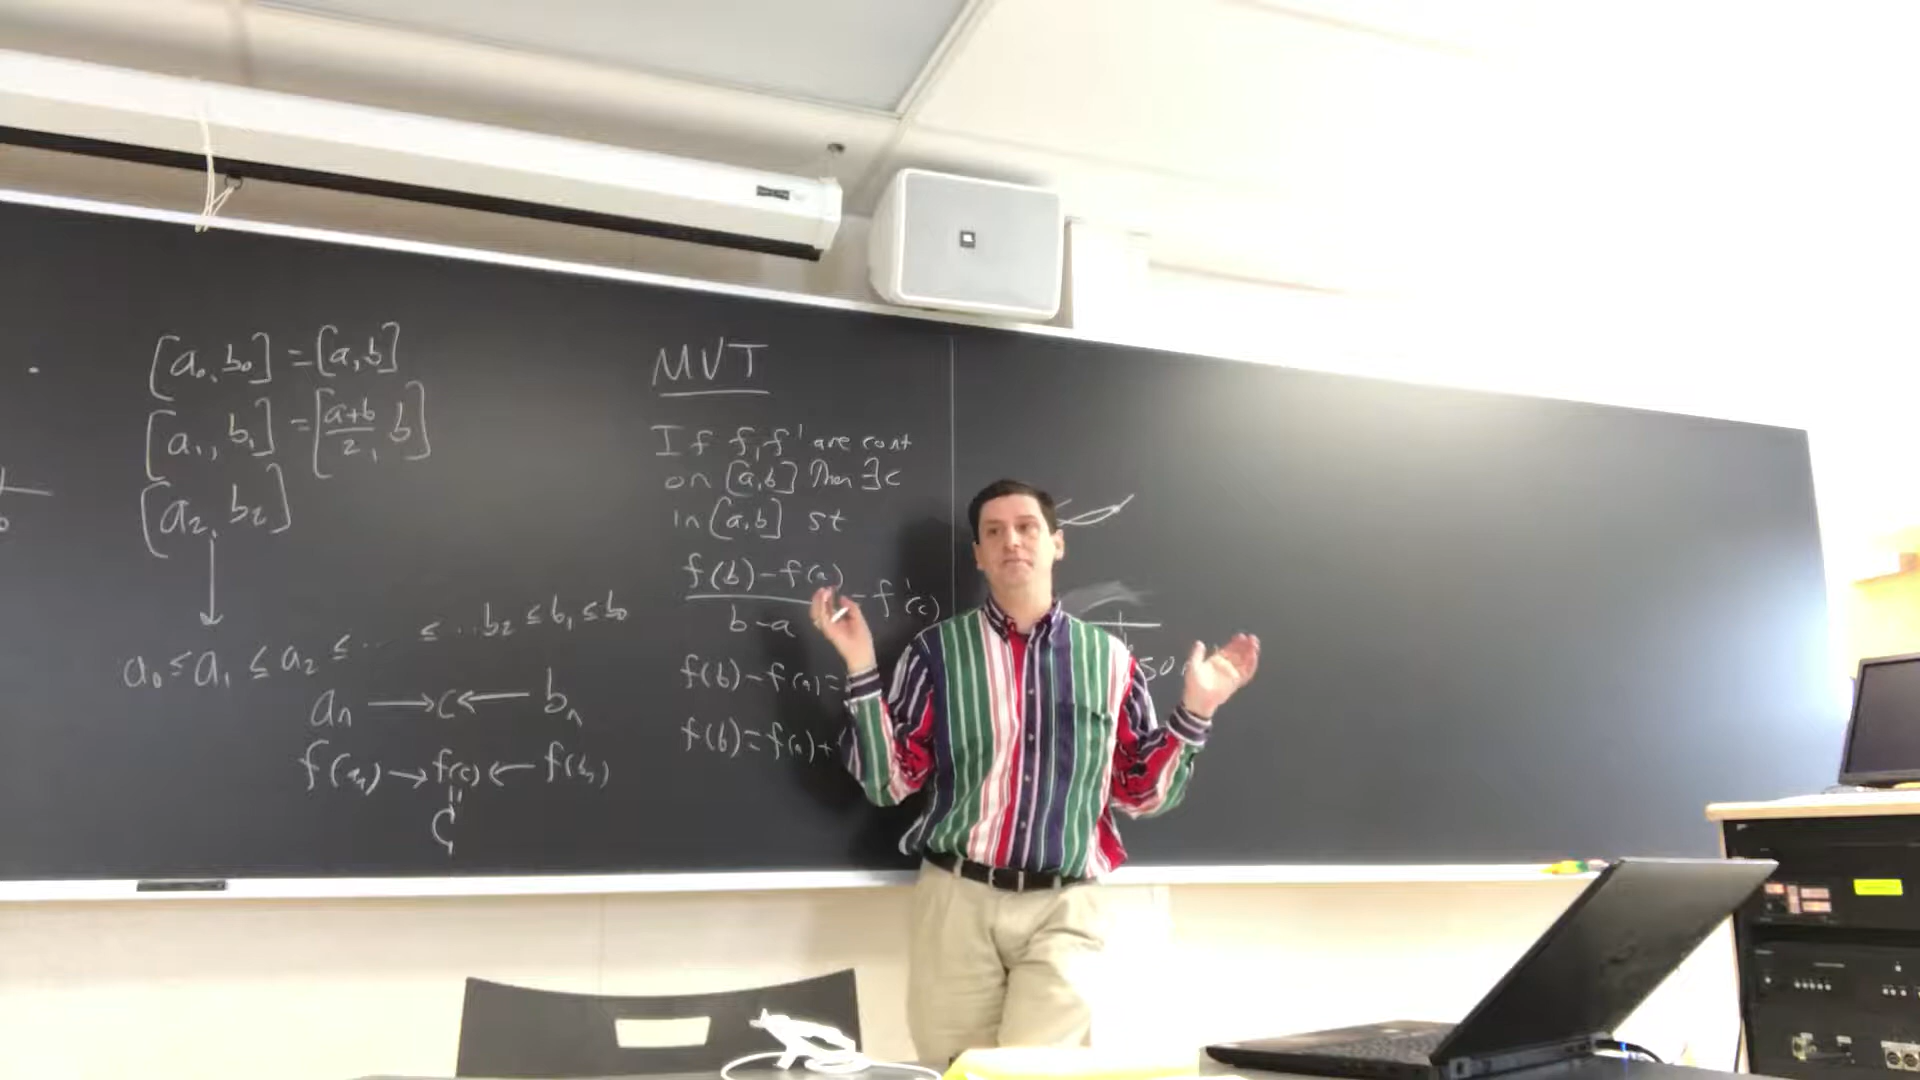 [a₀, b₀] = [a, b]
[a₁, b₁] = [a+b/2, b]
[a₂, b₂]
a₀ ≤ a₁ ≤ a₂ ≤ ... ≤ ... b₂ ≤ b₁ ≤ b₀
aₙ → c ← bₙ
f(aₙ) → f(c) ← f(bₙ)
=
C
MVT
If f, f' are cont
on [a,b] Then ∃c
in [a,b] st
f(b)-f(a)/b-a = f'(c)
f(b)-f(a)=
f(b)=f(a)+
50